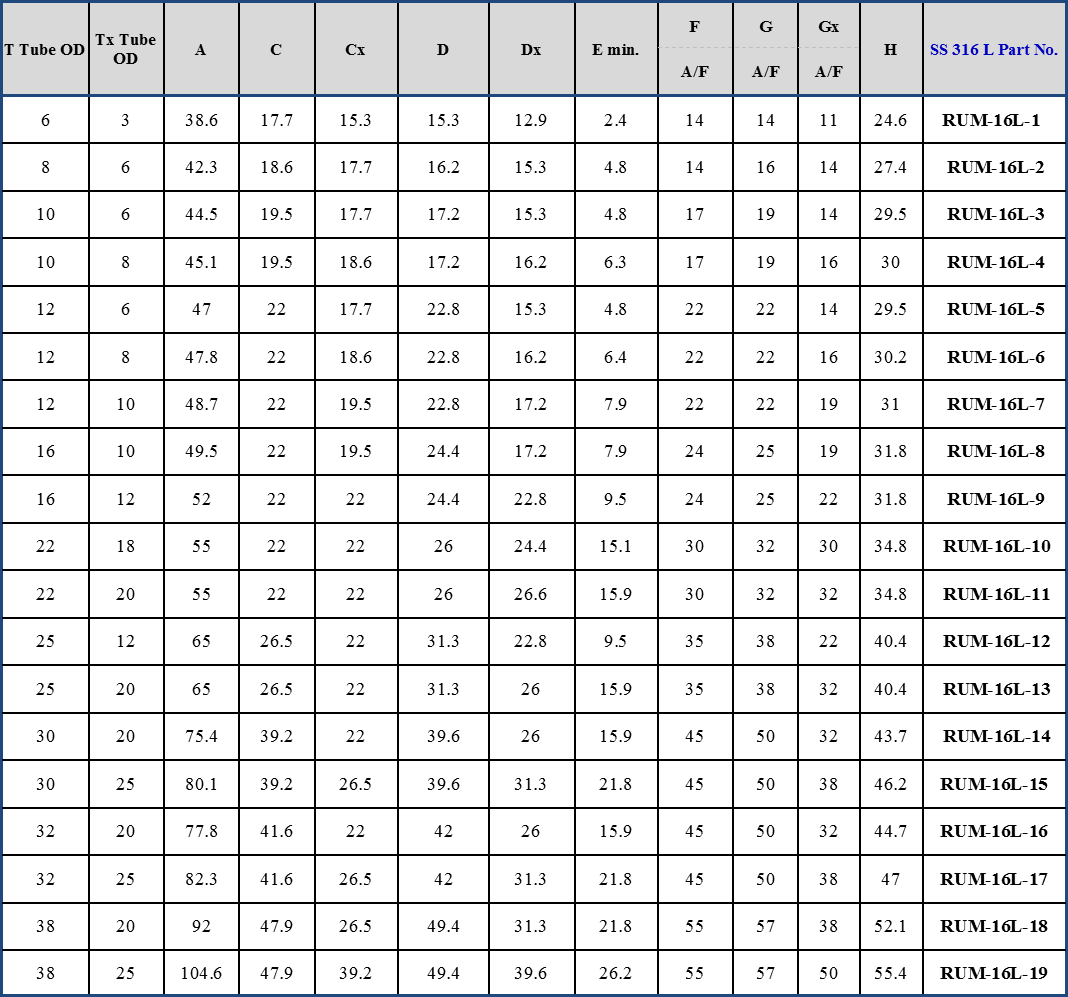 T Tube OD Tx Tube OD A C Cx D Dx E min. F A/F G A/F Gx A/F H SS 316 L Part No.
6 3 38.6 17.7 15.3 15.3 12.9 2.4 14 14 11 24.6 RUM-16L-1
8 6 42.3 18.6 17.7 16.2 15.3 4.8 14 16 14 27.4 RUM-16L-2
10 6 44.5 19.5 17.7 17.2 15.3 4.8 17 19 14 29.5 RUM-16L-3
10 8 45.1 19.5 18.6 17.2 16.2 6.3 17 19 16 30 RUM-16L-4
12 6 47 22 17.7 22.8 15.3 4.8 22 22 14 29.5 RUM-16L-5
12 8 47.8 22 18.6 22.8 16.2 6.4 22 22 16 30.2 RUM-16L-6
12 10 48.7 22 19.5 22.8 17.2 7.9 22 22 19 31 RUM-16L-7
16 10 49.5 22 19.5 24.4 17.2 7.9 24 25 19 31.8 RUM-16L-8
16 12 52 22 22 24.4 22.8 9.5 24 25 22 31.8 RUM-16L-9
22 18 55 22 22 26 24.4 15.1 30 32 30 34.8 RUM-16L-10
22 20 55 22 22 26 26.6 15.9 30 32 32 34.8 RUM-16L-11
25 12 65 26.5 22 31.3 22.8 9.5 35 38 22 40.4 RUM-16L-12
25 20 65 26.5 22 31.3 26 15.9 35 38 32 40.4 RUM-16L-13
30 20 75.4 39.2 22 39.6 26 15.9 45 50 32 43.7 RUM-16L-14
30 25 80.1 39.2 26.5 39.6 31.3 21.8 45 50 38 46.2 RUM-16L-15
32 20 77.8 41.6 22 42 26 15.9 45 50 32 44.7 RUM-16L-16
32 25 82.3 41.6 26.5 42 31.3 21.8 45 50 38 47 RUM-16L-17
38 20 92 47.9 26.5 49.4 31.3 21.8 55 57 38 52.1 RUM-16L-18
38 25 104.6 47.9 39.2 49.4 39.6 26.2 55 57 50 55.4 RUM-16L-19